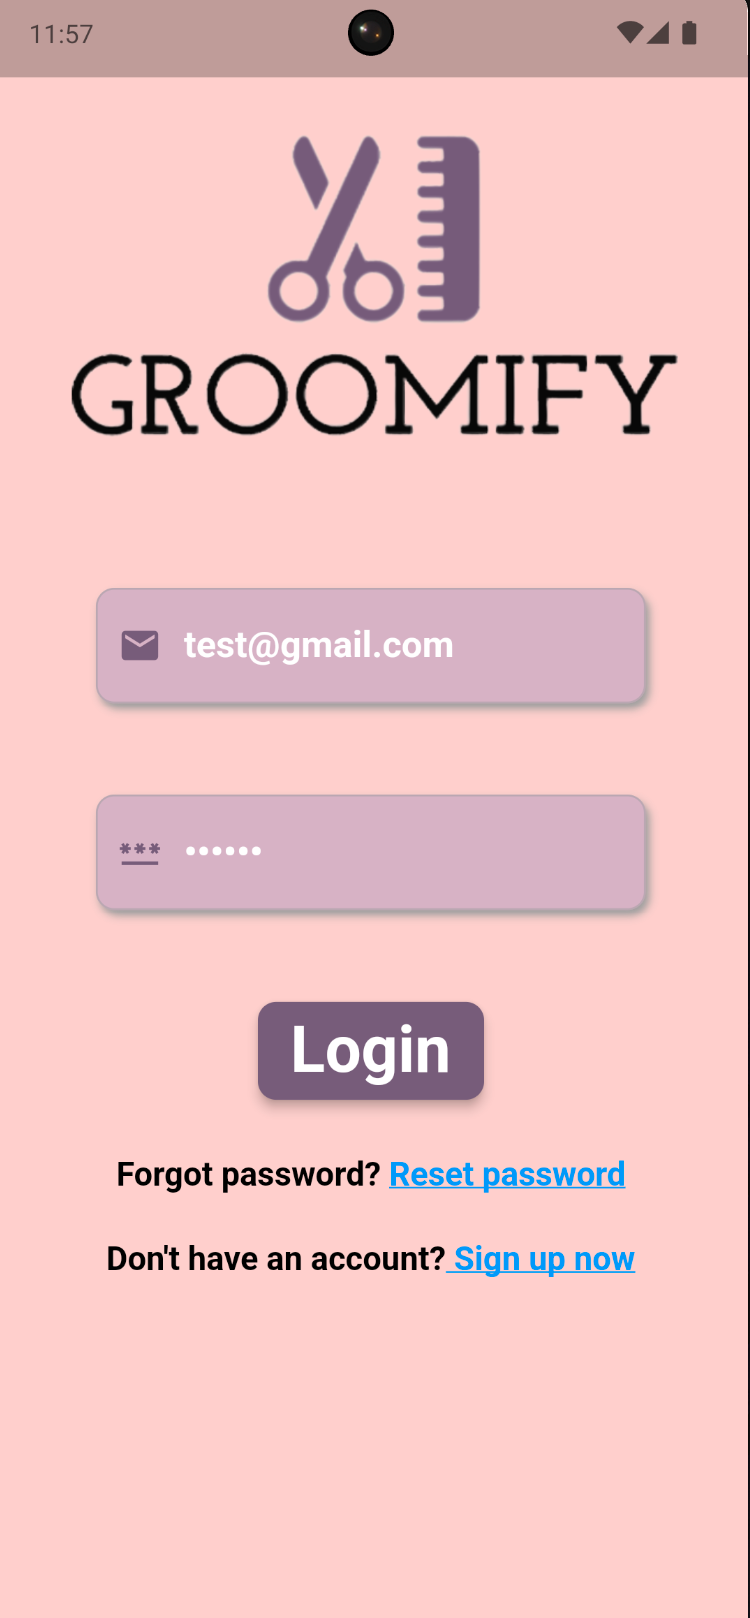 11:57
GROOMIFY
test@gmail.com
***
••••••
Login
Forgot password? Reset password
Don't have an account? Sign up now